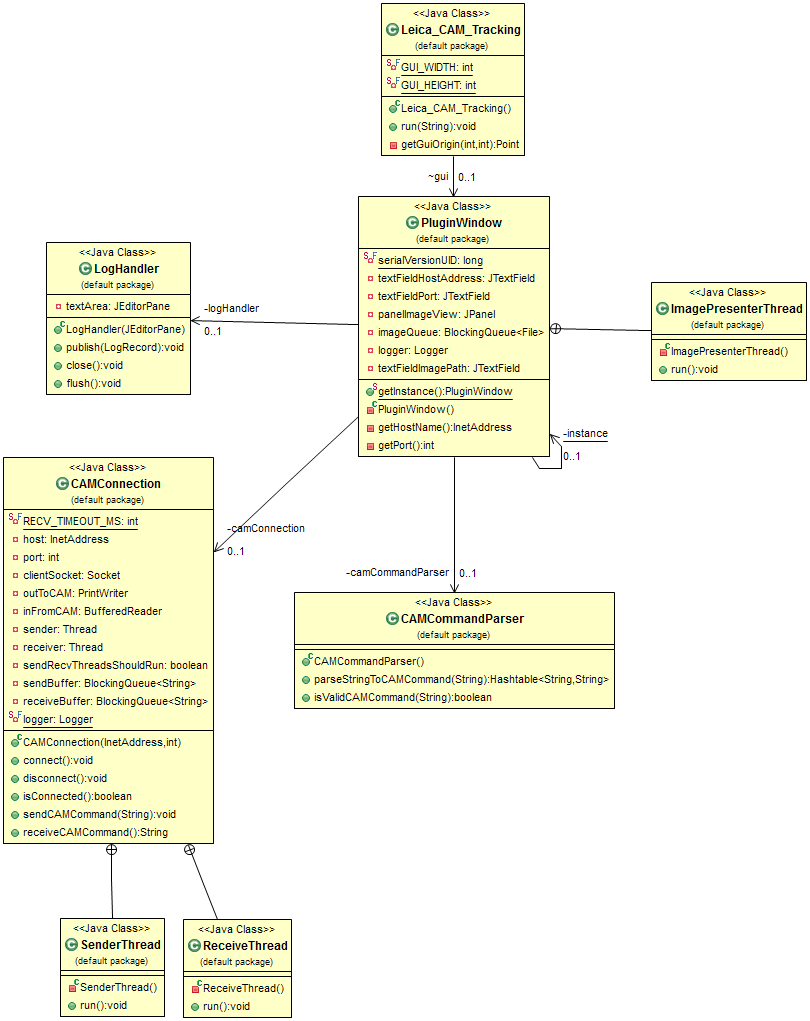 <<Java Class>>
Leica_CAM_Tracking
(default package)
GUI_WIDTH: int
GUI_HEIGHT: int
Leica_CAM_Tracking()
run(String):void
getGuiOrigin(int,int):Point
~gui
0..1
<<Java Class>>
PluginWindow
(default package)
serialVersionUID: long
textFieldHostAddress: JTextField
textFieldPort: JTextField
panelImageView: JPanel
imageQueue: BlockingQueue<File>
logger: Logger
textFieldImagePath: JTextField
getInstance():PluginWindow
PluginWindow()
getHostName():InetAddress
getPort():int
<<Java Class>>
LogHandler
(default package)
textArea: JEditorPane
LogHandler(JEditorPane)
publish(LogRecord):void
close():void
flush():void
-logHandler
0..1
<<Java Class>>
ImagePresenterThread
(default package)
ImagePresenterThread()
run():void
-instance
0..1
<<Java Class>>
CAMConnection
(default package)
RECV_TIMEOUT_MS: int
host: InetAddress
port: int
clientSocket: Socket
outToCAM: PrintWriter
inFromCAM: BufferedReader
sender: Thread
receiver: Thread
sendRecvThreadsShouldRun: boolean
sendBuffer: BlockingQueue<String>
receiveBuffer: BlockingQueue<String>
logger: Logger
CAMConnection(InetAddress,int)
connect():void
disconnect():void
isConnected():boolean
sendCAMCommand(String):void
receiveCAMCommand():String
-camConnection
0..1
-camCommandParser
0..1
<<Java Class>>
CAMCommandParser
(default package)
CAMCommandParser()
parseStringToCAMCommand(String):Hashtable<String,String>
isValidCAMCommand(String):boolean
<<Java Class>>
SenderThread
(default package)
SenderThread()
run():void
<<Java Class>>
ReceiveThread
(default package)
ReceiveThread()
run():void